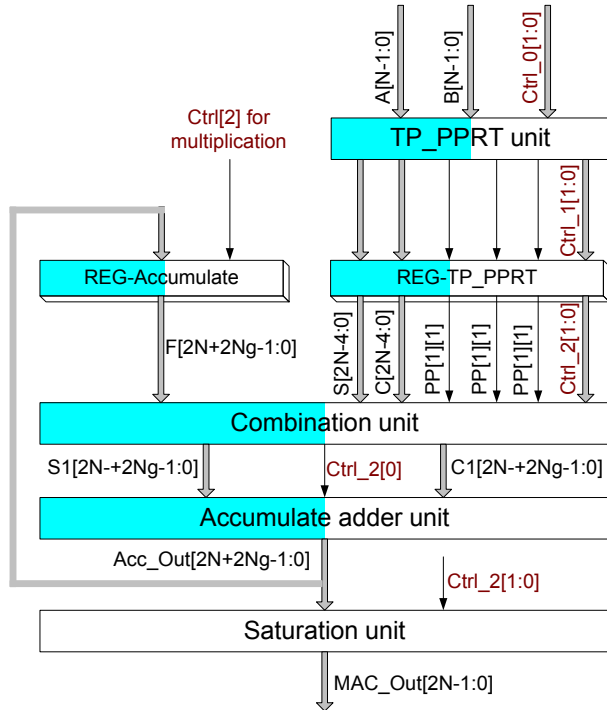 A[N-1:0]
B[N-1:0]
Ctrl_0[1:0]
Ctrl[2] for
multiplication
TP_PPRT unit
Ctrl_1[1:0]
REG-Accumulate
REG-TP_PPRT
F[2N+2Ng-1:0]
S[2N-4:0]
C[2N-4:0]
PP[1][1]
PP[1][1]
PP[1][1]
Ctrl_2[1:0]
Combination unit
S1[2N-+2Ng-1:0]
Ctrl_2[0]
C1[2N-+2Ng-1:0]
Accumulate adder unit
Acc_Out[2N+2Ng-1:0]
Ctrl_2[1:0]
Saturation unit
MAC_Out[2N-1:0]